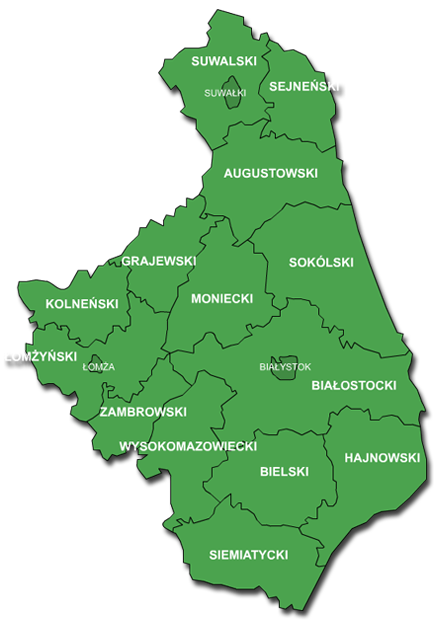 SUWALSKI
SEJNEŃSKI
SUWAŁKI
AUGUSTOWSKI
GRAJEWSKI
SOKÓLSKI
MONIECKI
KOLNEŃSKI
ŁOMŻYŃSKI
ŁOMŻA
BIAŁYSTOK
BIAŁOSTOCKI
ZAMBROWSKI
WYSOKOMAZOWIECKI
HAJNOWSKI
BIELSKI
SIEMIATYCKI